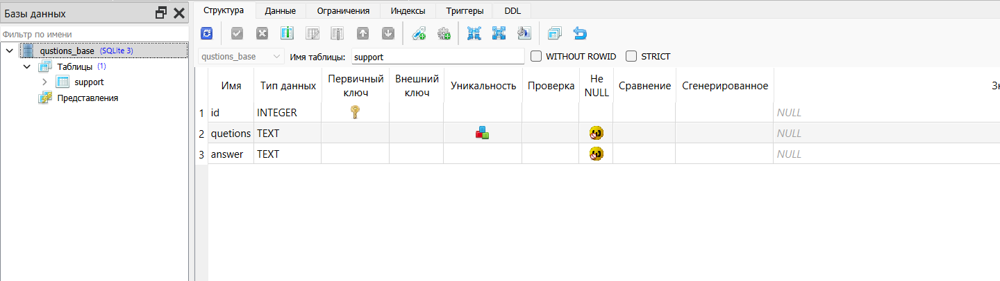 Базы данных
Фильтр по имени
qustions_base (SQLite 3)
Таблицы (1)
support
Представления
Структура Данные Ограничения Индексы Триггеры DDL
qustions_base Имя таблицы: support WITHOUT ROWID STRICT
Имя Тип данных Первичный ключ Внешний ключ Уникальность Проверка Не NULL Сравнение Сгенерированное
1 id INTEGER NULL
2 quetions TEXT NULL
3 answer TEXT NULL